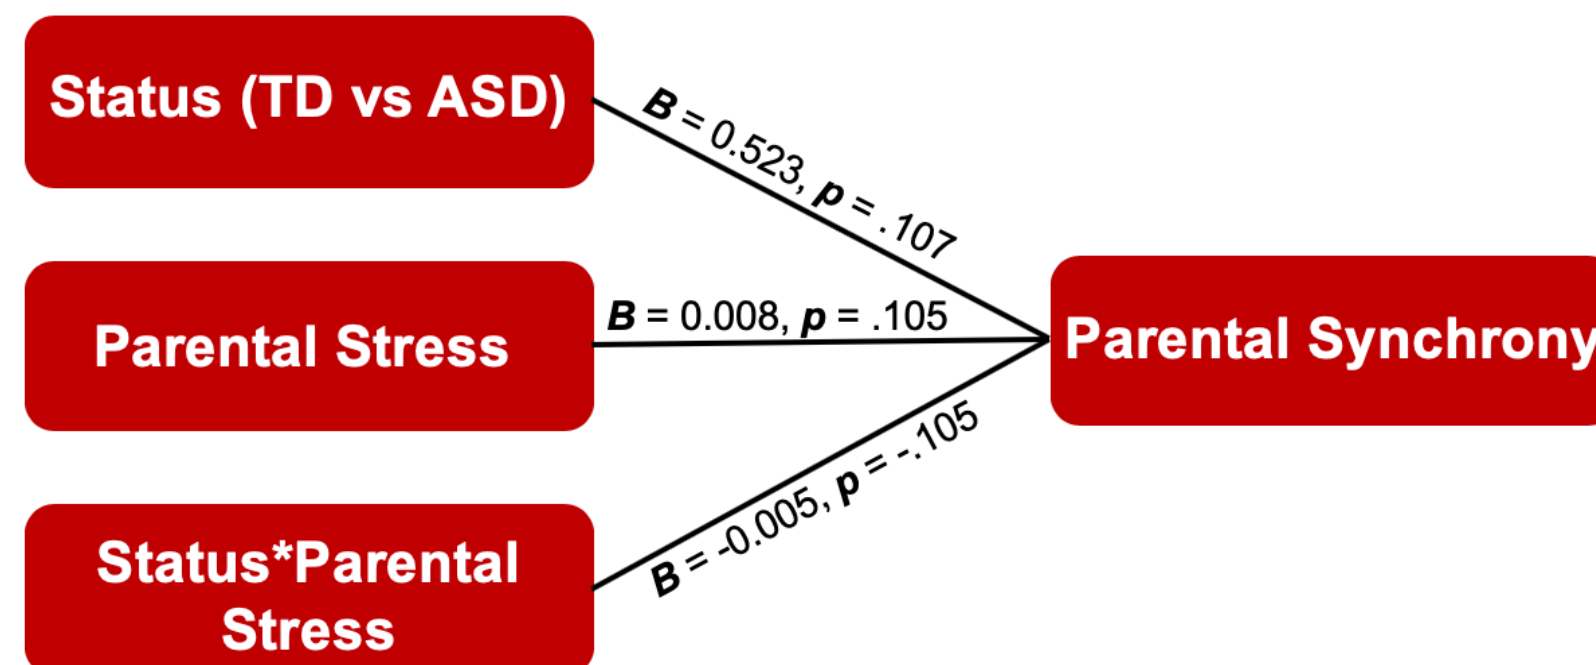 Status (TD vs ASD)
B = 0.523, p = .107
Parental Stress
B = 0.008, p = .105
Parental Synchrony
B = -0.005, p = -.105
Status*Parental
Stress